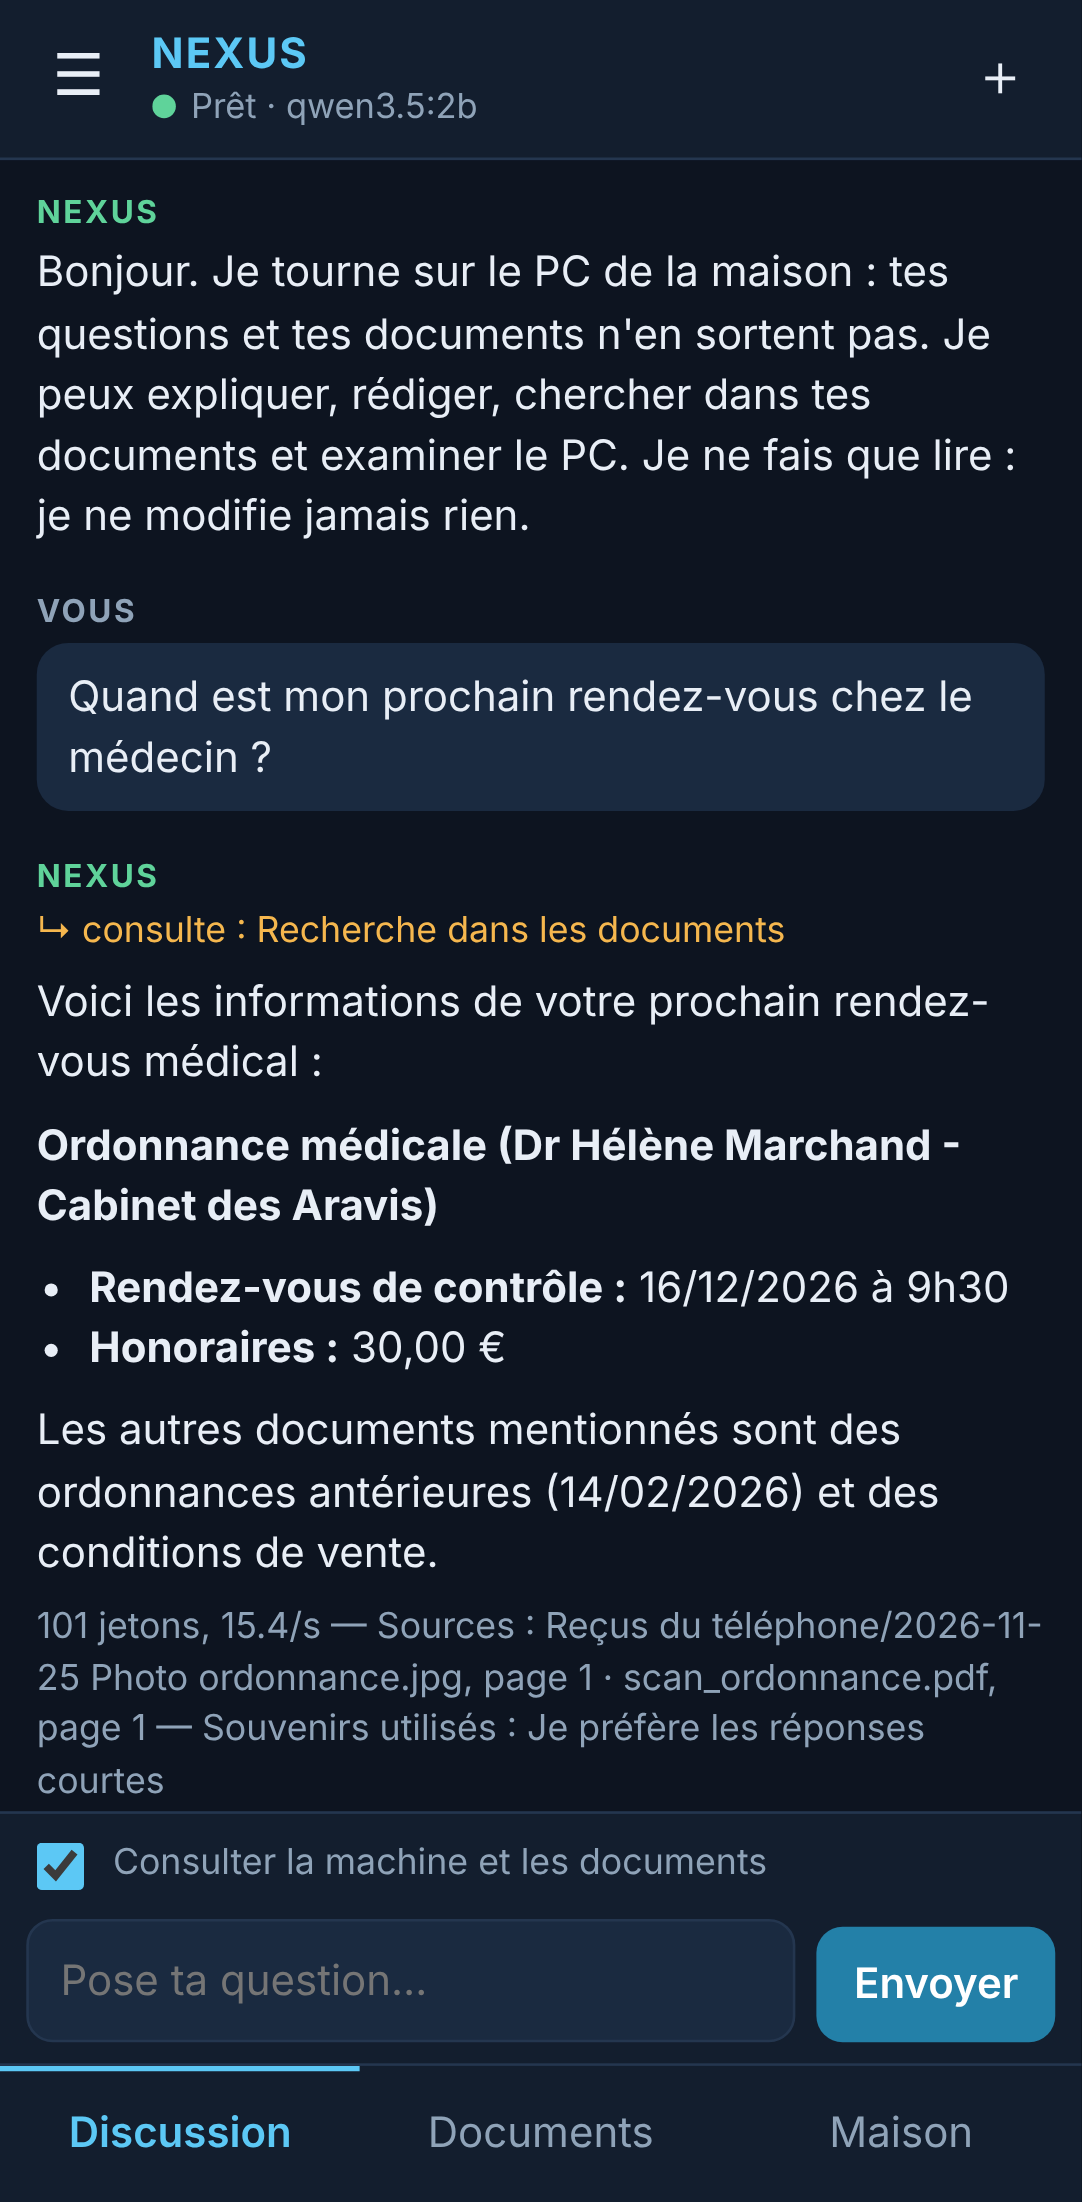 NEXUS
Prêt · qwen3.5:2b
NEXUS
Bonjour. Je tourne sur le PC de la maison : tes
questions et tes documents n'en sortent pas. Je
peux expliquer, rédiger, chercher dans tes
documents et examiner le PC. Je ne fais que lire :
je ne modifie jamais rien.
VOUS
Quand est mon prochain rendez-vous chez le
médecin ?
NEXUS
↳ consulte : Recherche dans les documents
Voici les informations de votre prochain rendez-
vous médical :
Ordonnance médicale (Dr Hélène Marchand -
Cabinet des Aravis)
• Rendez-vous de contrôle : 16/12/2026 à 9h30
• Honoraires : 30,00 €
Les autres documents mentionnés sont des
ordonnances antérieures (14/02/2026) et des
conditions de vente.
101 jetons, 15.4/s — Sources : Reçus du téléphone/2026-11-
25 Photo ordonnance.jpg, page 1 · scan_ordonnance.pdf,
page 1 — Souvenirs utilisés : Je préfère les réponses
courtes
Consulter la machine et les documents
Pose ta question...
Envoyer
Discussion Documents Maison